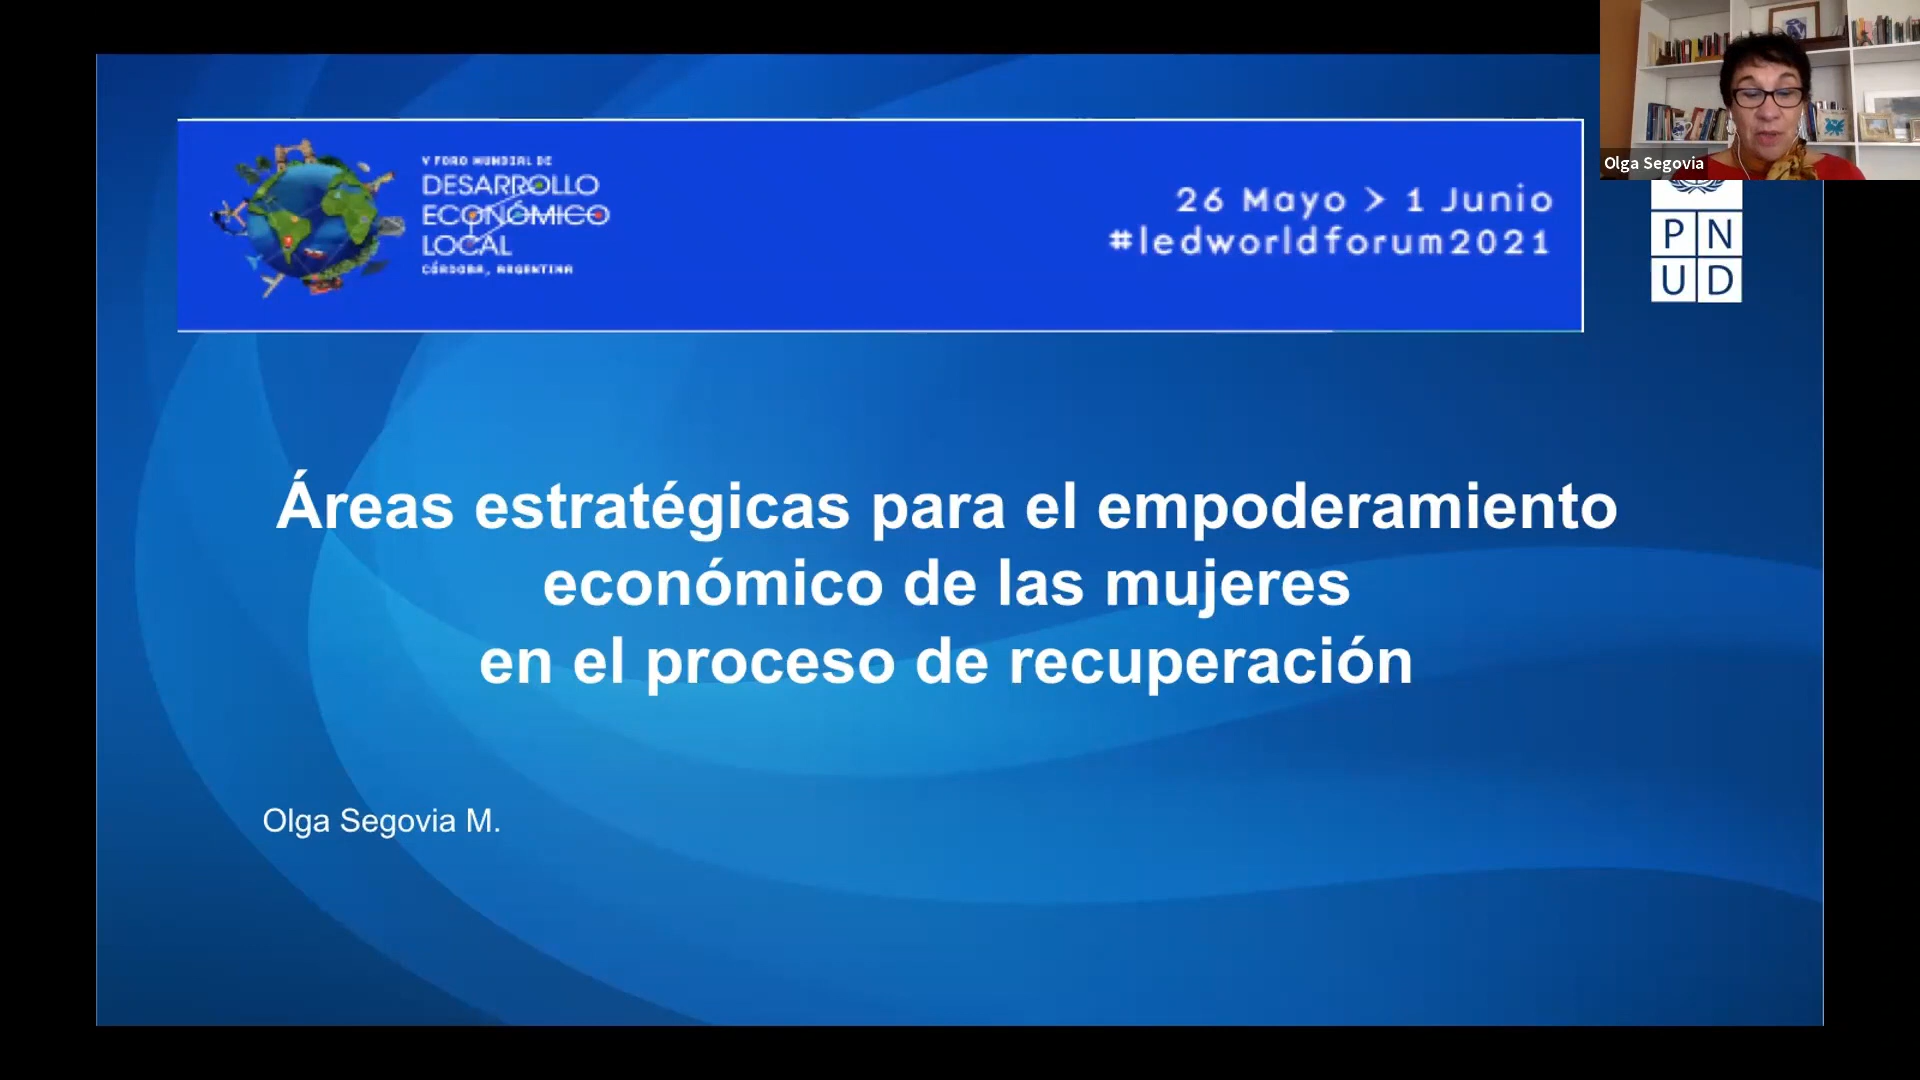 V FORO MUNDIAL DE
DESARROLLO
ECONÓMICO
LOCAL
CÓRDOBA, ARGENTINA
26 Mayo > 1 Junio
#ledworldforum2021
Olga Segovia
P N
U D
Áreas estratégicas para el empoderamiento
económico de las mujeres
en el proceso de recuperación
Olga Segovia M.